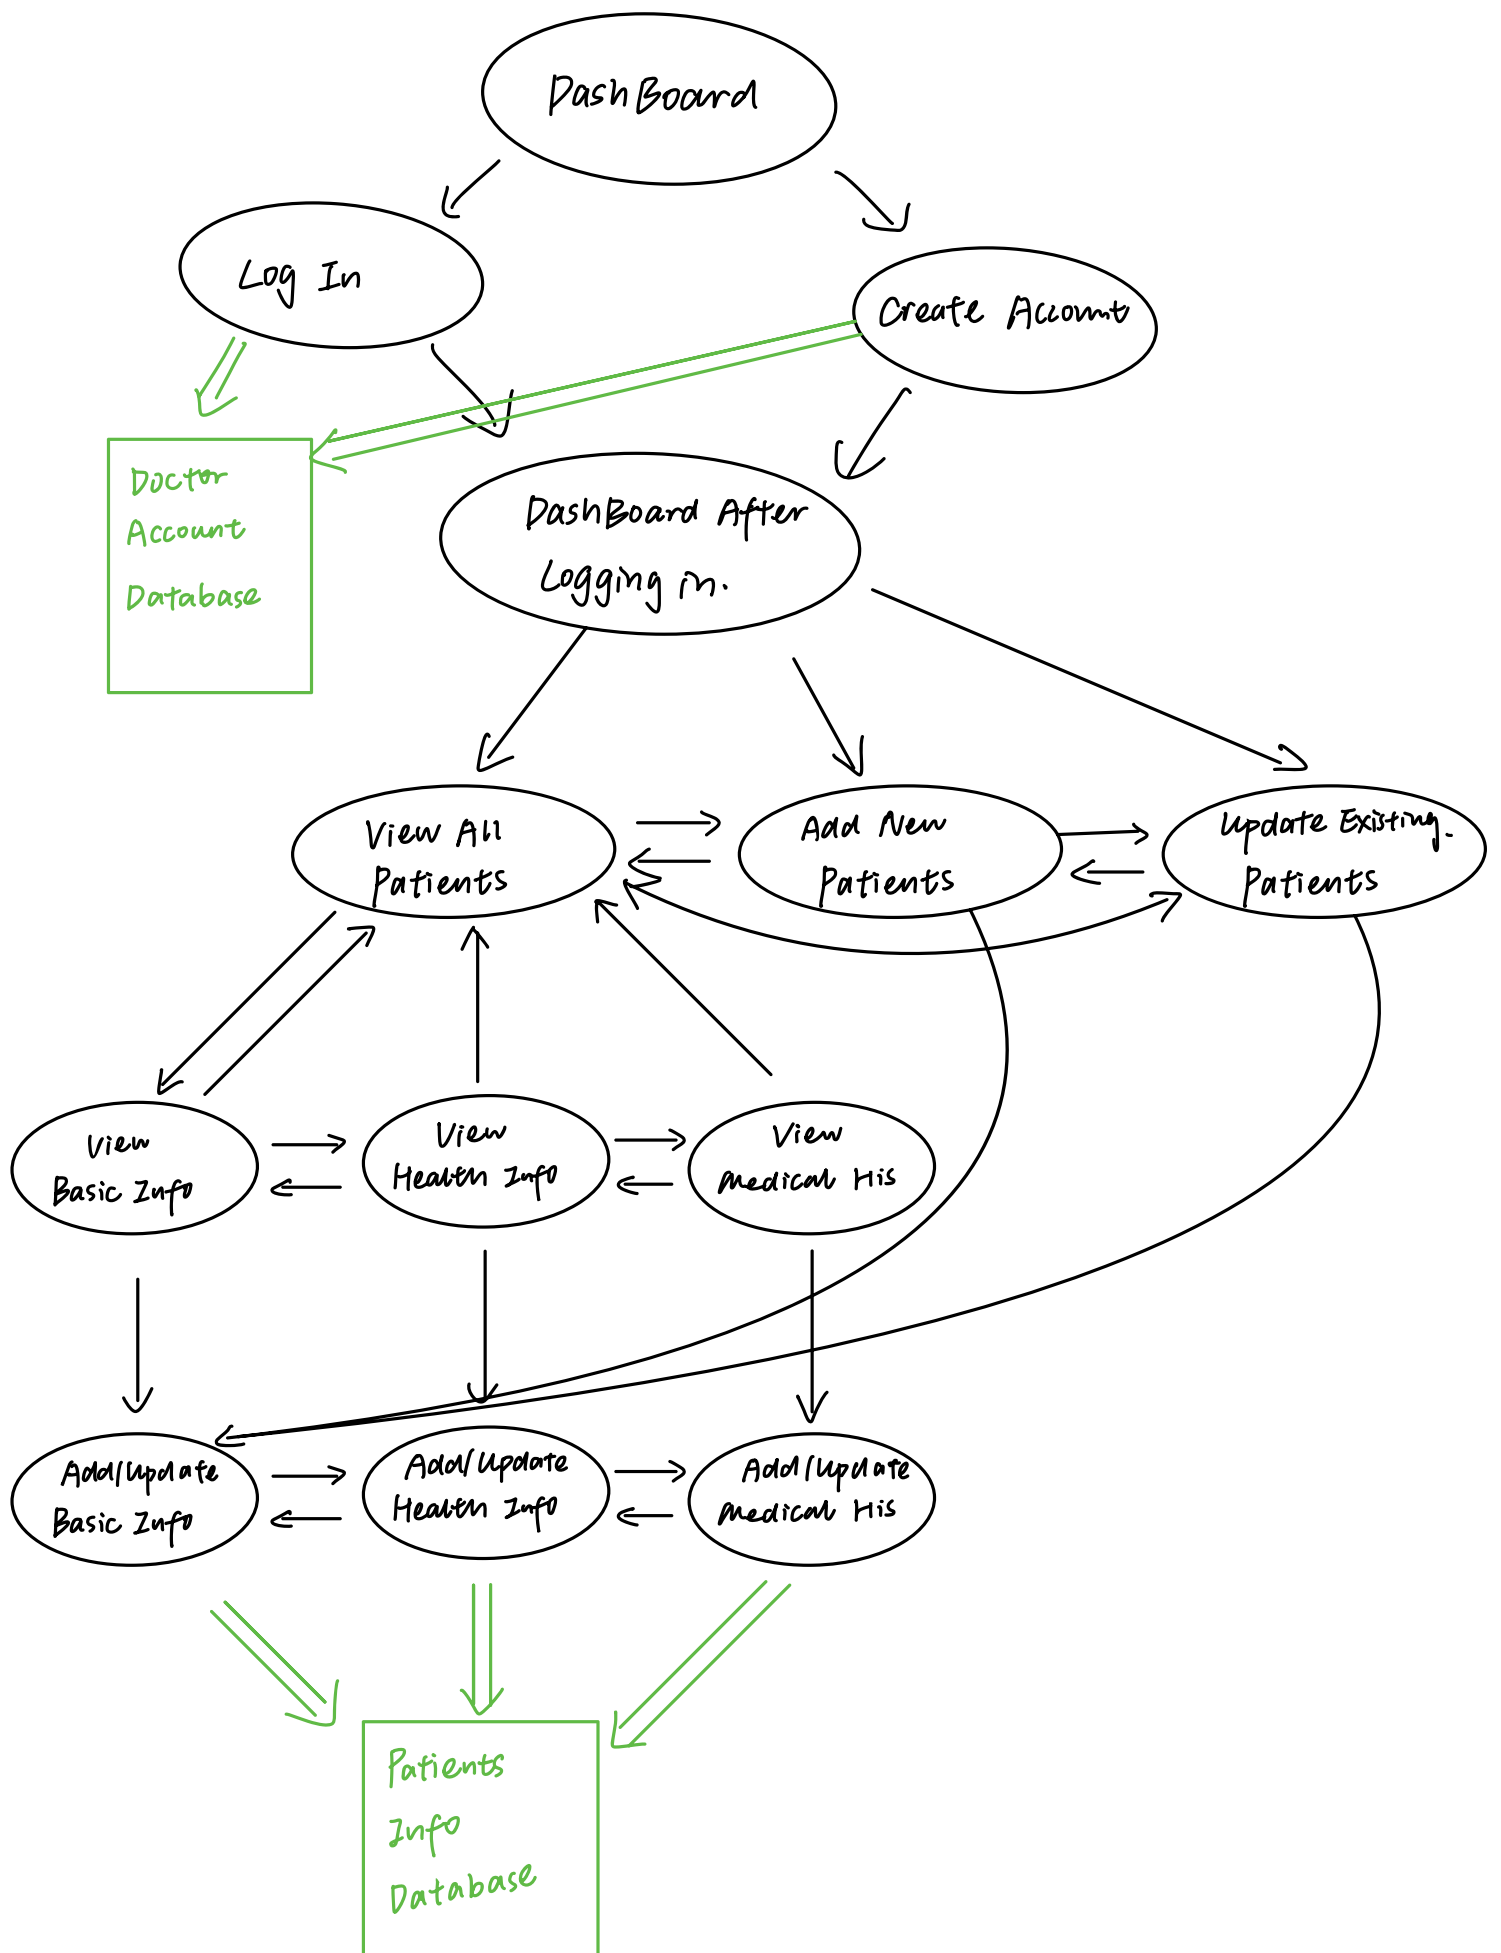 DashBoard
Log In
Create Account
Doctor
Account
Database
DashBoard After
Logging in.
View All
Patients
Add New
Patients
Update Existing.
Patients
View
Basic Info
View
Health Info
View
Medical His
Add/Update
Basic Info
Add/Update
Health Info
Add/Update
Medical His
Patients
Info
Database